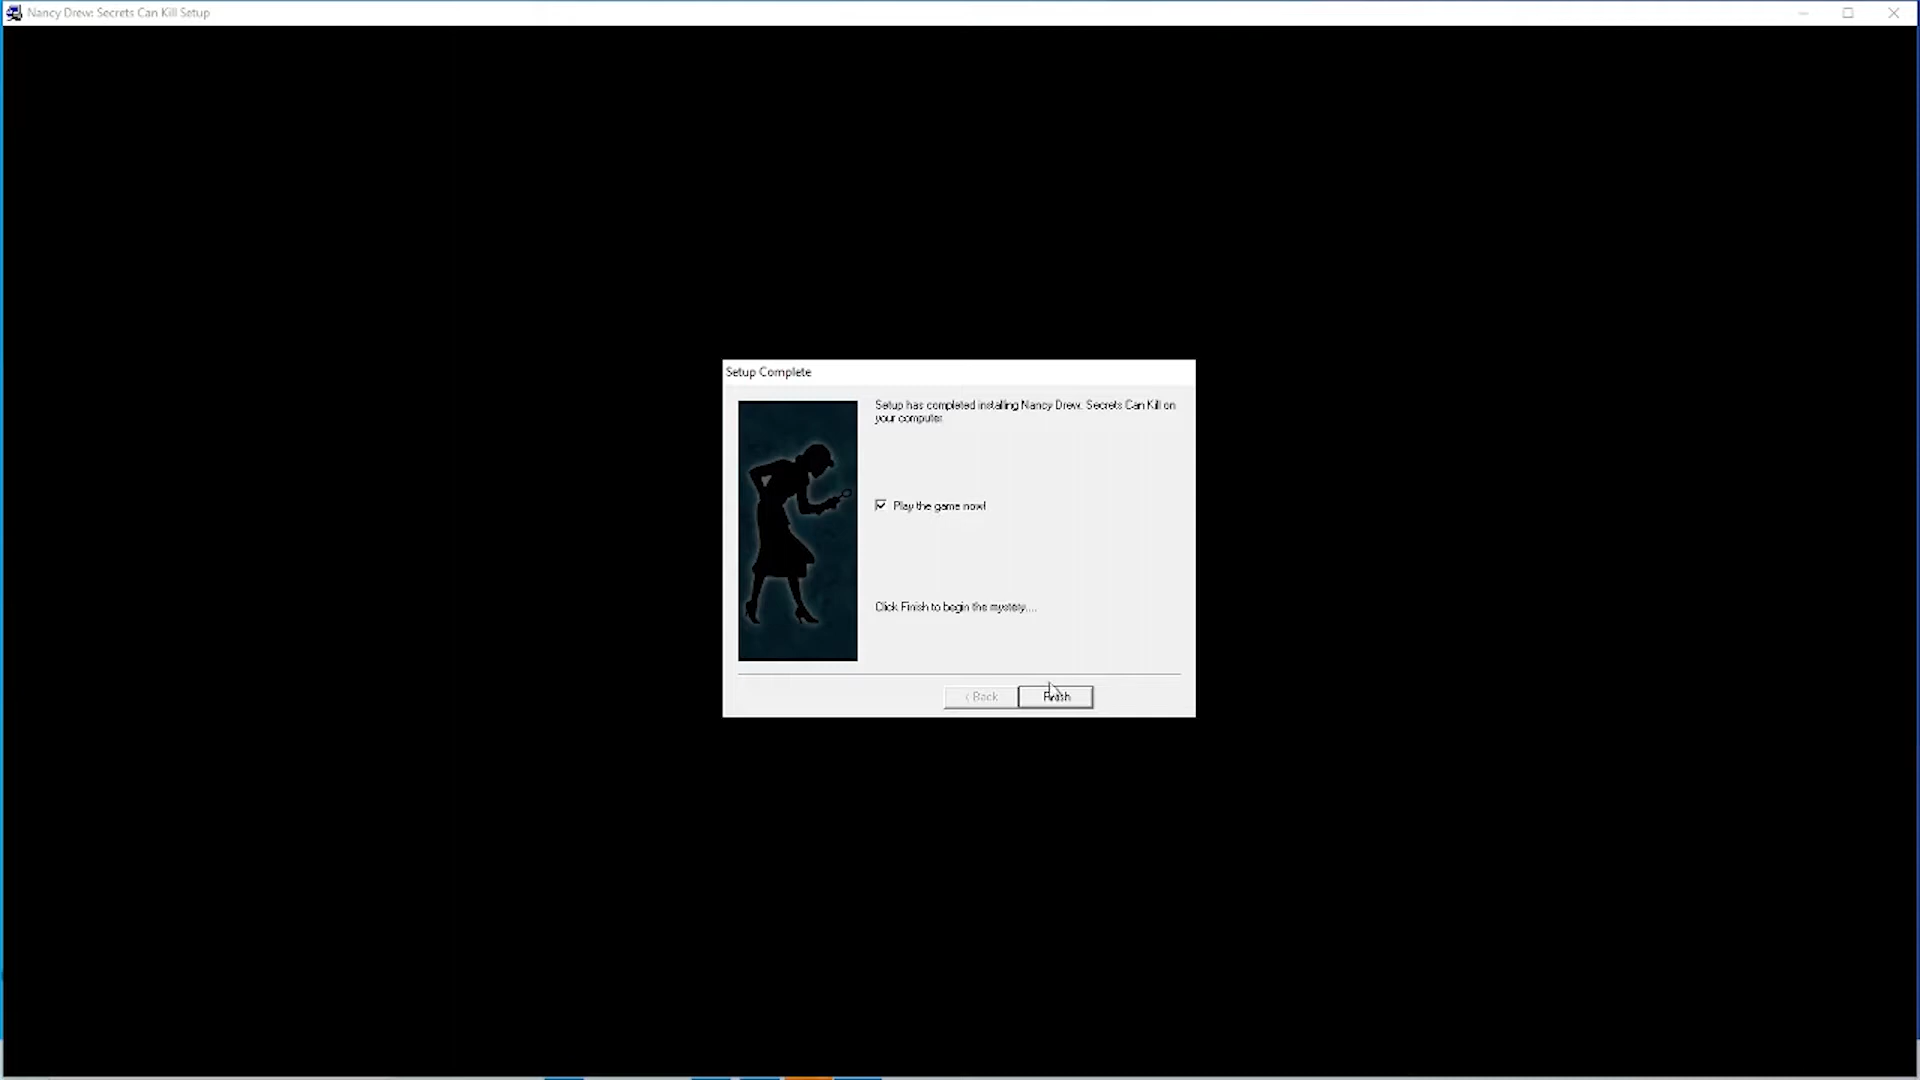 Nancy Drew: Secrets Can Kill Setup
Setup Complete
Setup has completed installing Nancy Drew: Secrets Can Kill on
your computer.
Play the game now!
Click Finish to begin the mystery....
< Back
Finish